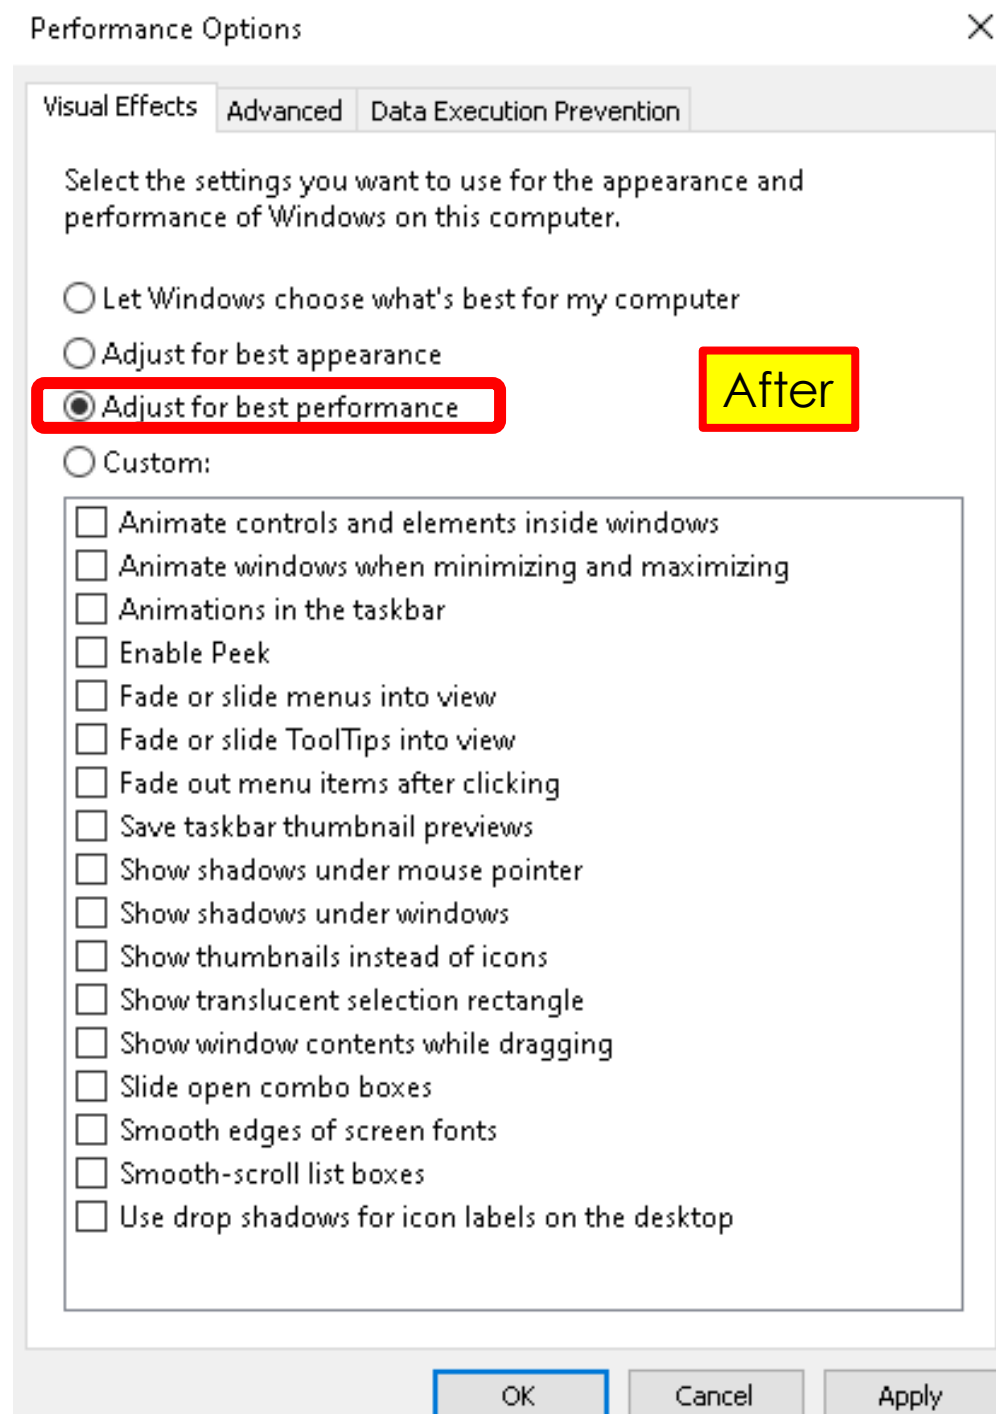 Performance Options
Visual Effects
Advanced
Data Execution Prevention
Select the settings you want to use for the appearance and
performance of Windows on this computer.
Let Windows choose what's best for my computer
Adjust for best appearance
Adjust for best performance
After
Custom:
Animate controls and elements inside windows
Animate windows when minimizing and maximizing
Animations in the taskbar
Enable Peek
Fade or slide menus into view
Fade or slide ToolTips into view
Fade out menu items after clicking
Save taskbar thumbnail previews
Show shadows under mouse pointer
Show shadows under windows
Show thumbnails instead of icons
Show translucent selection rectangle
Show window contents while dragging
Slide open combo boxes
Smooth edges of screen fonts
Smooth-scroll list boxes
Use drop shadows for icon labels on the desktop
OK
Cancel
Apply